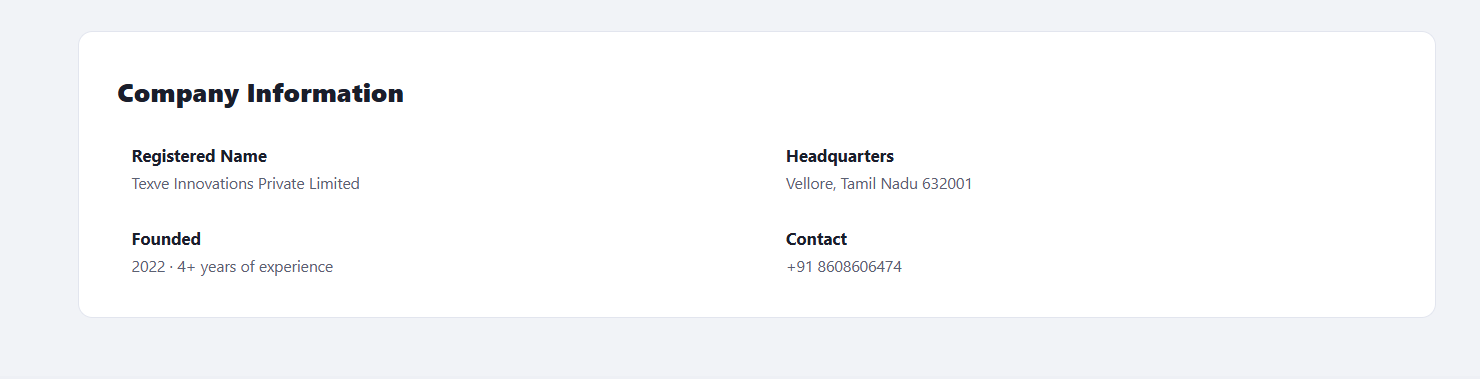 Company Information
Registered Name
Texve Innovations Private Limited
Headquarters
Vellore, Tamil Nadu 632001
Founded
2022 · 4+ years of experience
Contact
+91 8608606474